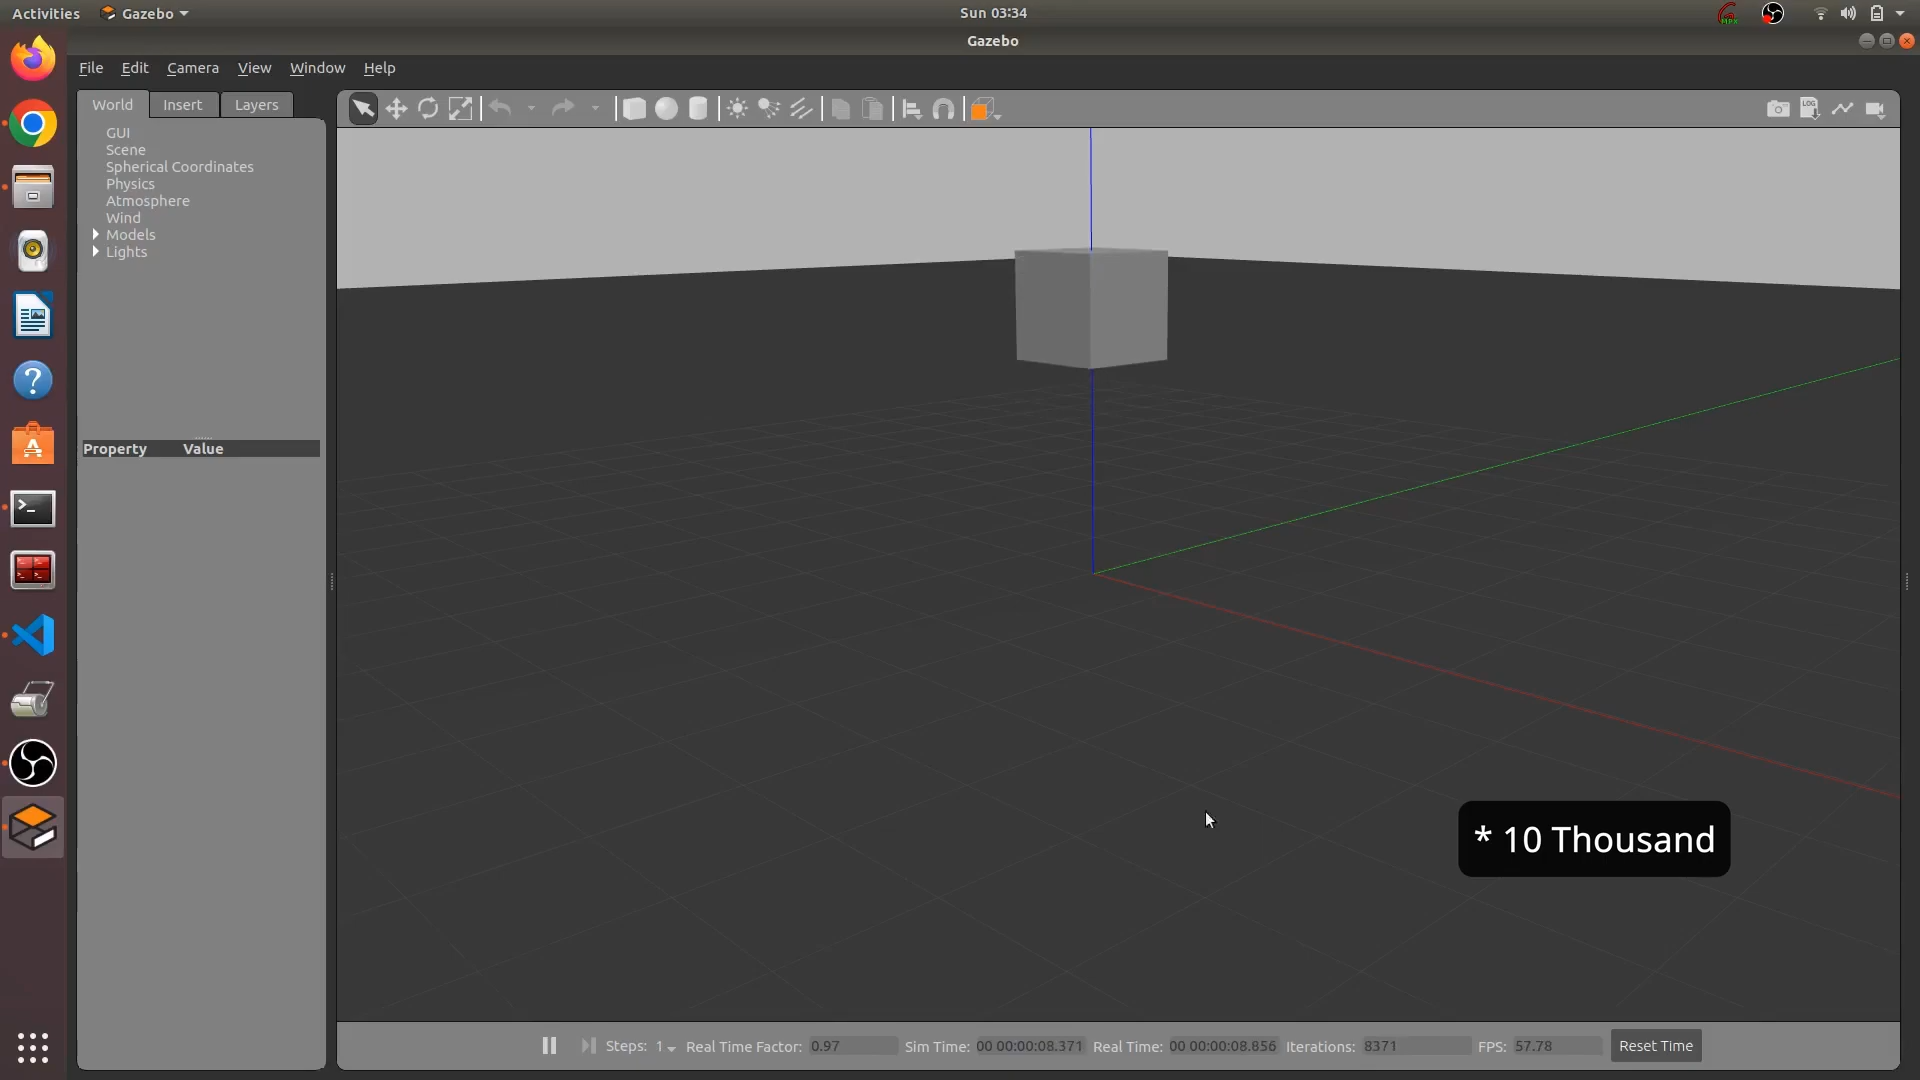 Activities Gazebo Sun 03:34
Gazebo
File Edit Camera View Window Help
World Insert Layers
GUI
Scene
Spherical Coordinates
Physics
Atmosphere
Wind
Models
Lights
Property Value
* 10 Thousand
Steps: 1 Real Time Factor: 0.97 Sim Time: 00 00:00:08.371 Real Time: 00 00:00:08.856 Iterations: 8371 FPS: 57.78 Reset Time